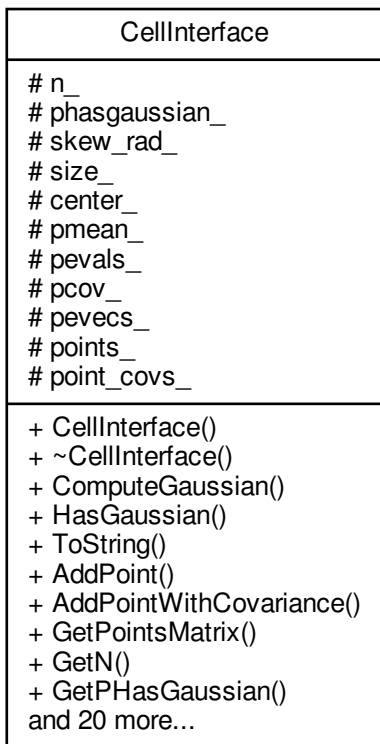 CellInterface
# n_
# phasgaussian_
# skew_rad_
# size_
# center_
# pmean_
# pevals_
# pcov_
# pevecs_
# points_
# point_covs_
+ CellInterface()
+ ~CellInterface()
+ ComputeGaussian()
+ HasGaussian()
+ ToString()
+ AddPoint()
+ AddPointWithCovariance()
+ GetPointsMatrix()
+ GetN()
+ GetPHasGaussian()
and 20 more...